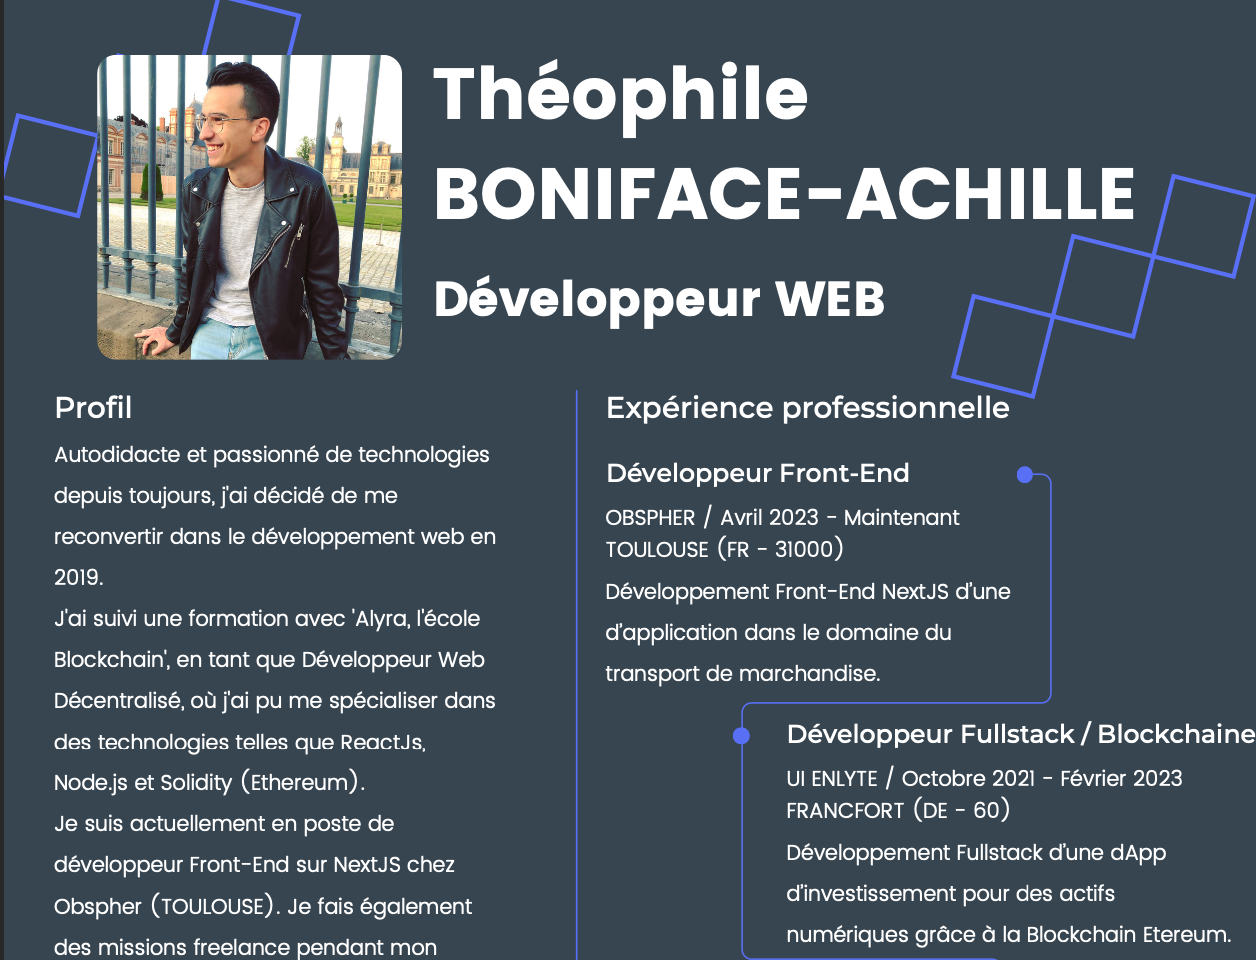 Théophile
BONIFACE-ACHILLE
Développeur WEB
Profil
Autodidacte et passionné de technologies
depuis toujours, j'ai décidé de me
reconvertir dans le développement web en
2019.
J'ai suivi une formation avec 'Alyra, l'école
Blockchain', en tant que Développeur Web
Décentralisé, où j'ai pu me spécialiser dans
des technologies telles que ReactJs,
Node.js et Solidity (Ethereum).
Je suis actuellement en poste de
développeur Front-End sur NextJS chez
Obspher (TOULOUSE). Je fais également
des missions freelance pendant mon
Expérience professionnelle
Développeur Front-End
OBSPHER / Avril 2023 - Maintenant
TOULOUSE (FR - 31000)
Développement Front-End NextJS d'une
d'application dans le domaine du
transport de marchandise.
Développeur Fullstack / Blockchaine
UI ENLYTE / Octobre 2021 - Février 2023
FRANCFORT (DE - 60)
Développement Fullstack d'une dApp
d'investissement pour des actifs
numériques grâce à la Blockchain Etereum.